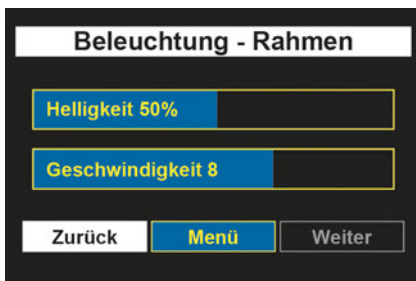 Beleuchtung - Rahmen
Helligkeit 50%
Geschwindigkeit 8
Zurück Menü Weiter